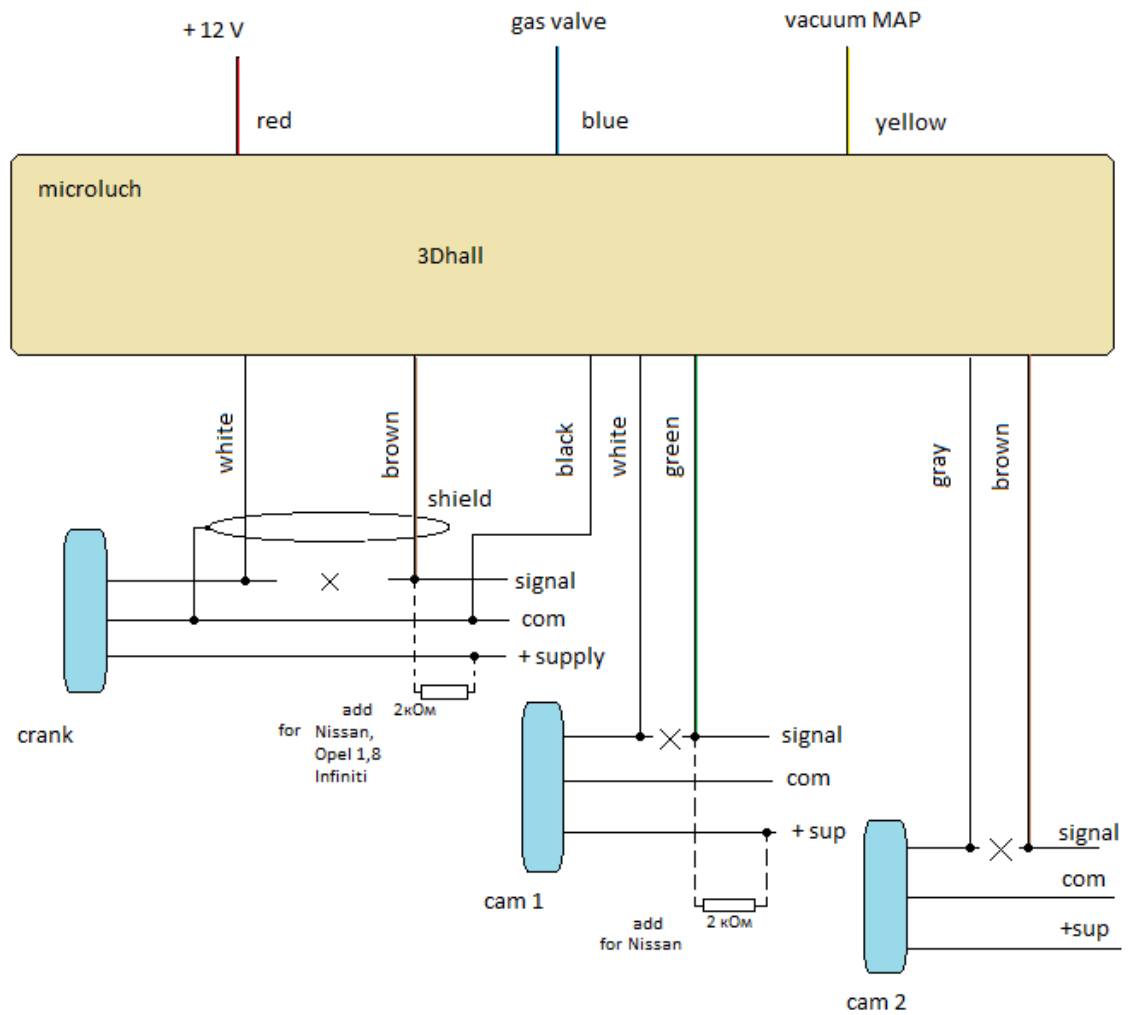 + 12 V
gas valve
vacuum MAP
red
blue
yellow
microluch
3Dhall
white
brown
black
white
green
gray
brown
shield
signal
com
+ supply
crank
add 2кОм
for Nissan,
Opel 1,8
Infiniti
signal
com
+ sup
cam 1
add 2 кОм
for Nissan
signal
com
+sup
cam 2